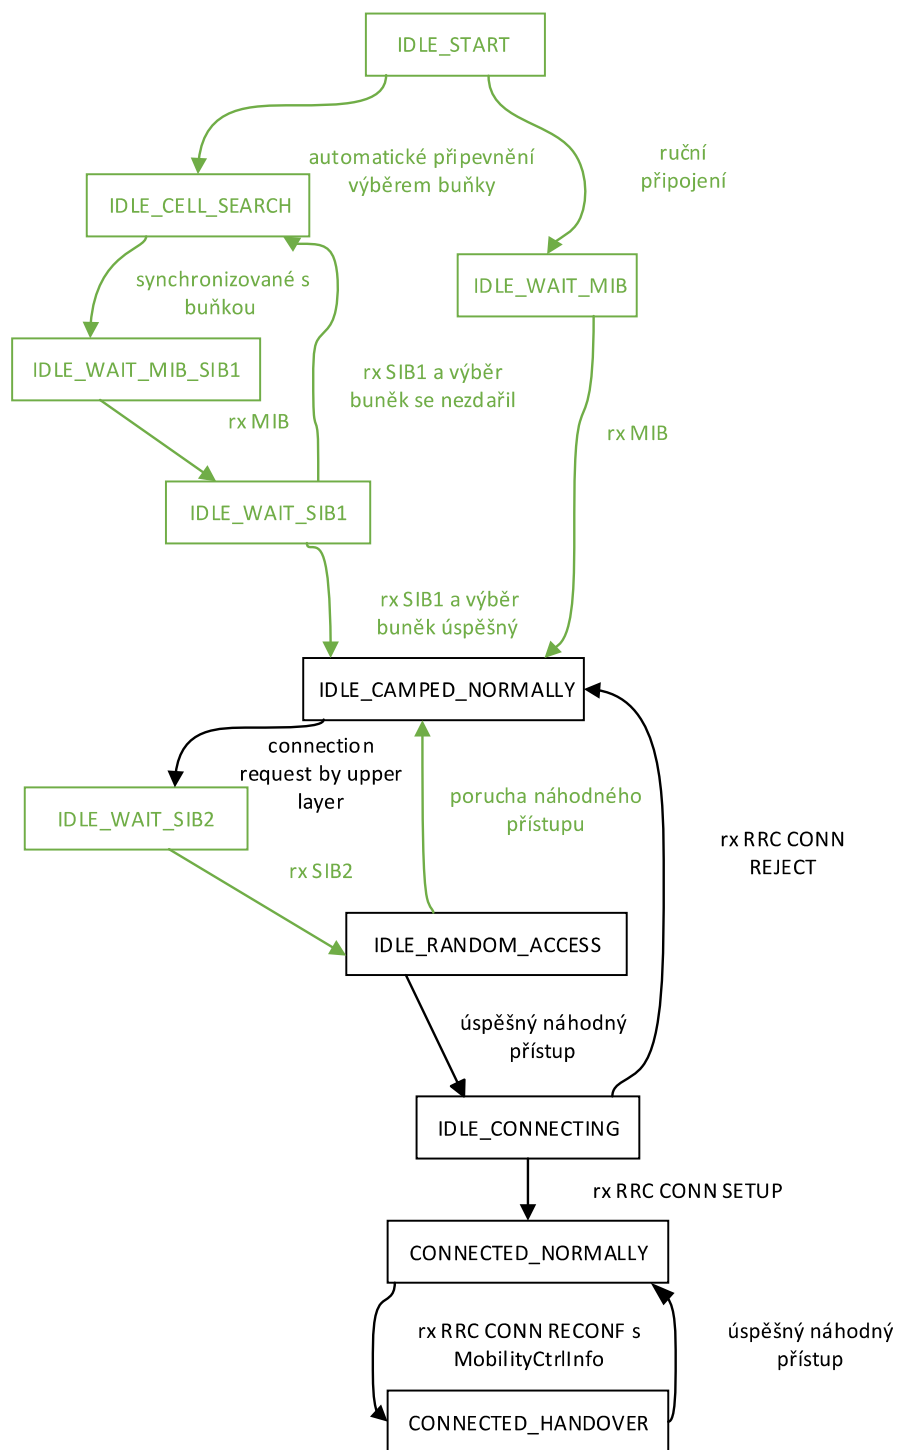 IDLE_START
automatické připevnění
výběrem buňky
ruční
připojení
IDLE_CELL_SEARCH
synchronizované s
buňkou
IDLE_WAIT_MIB
IDLE_WAIT_MIB_SIB1
rx SIB1 a výběr
buněk se nezdařil
rx MIB
rx MIB
IDLE_WAIT_SIB1
rx SIB1 a výběr
buněk úspěšný
IDLE_CAMPED_NORMALLY
connection
request by upper
layer
IDLE_WAIT_SIB2
porucha náhodného
přístupu
rx RRC CONN
REJECT
rx SIB2
IDLE_RANDOM_ACCESS
úspěšný náhodný
přístup
IDLE_CONNECTING
rx RRC CONN SETUP
CONNECTED_NORMALLY
rx RRC CONN RECONF s
MobilityCtrlInfo
úspěšný náhodný
přístup
CONNECTED_HANDOVER